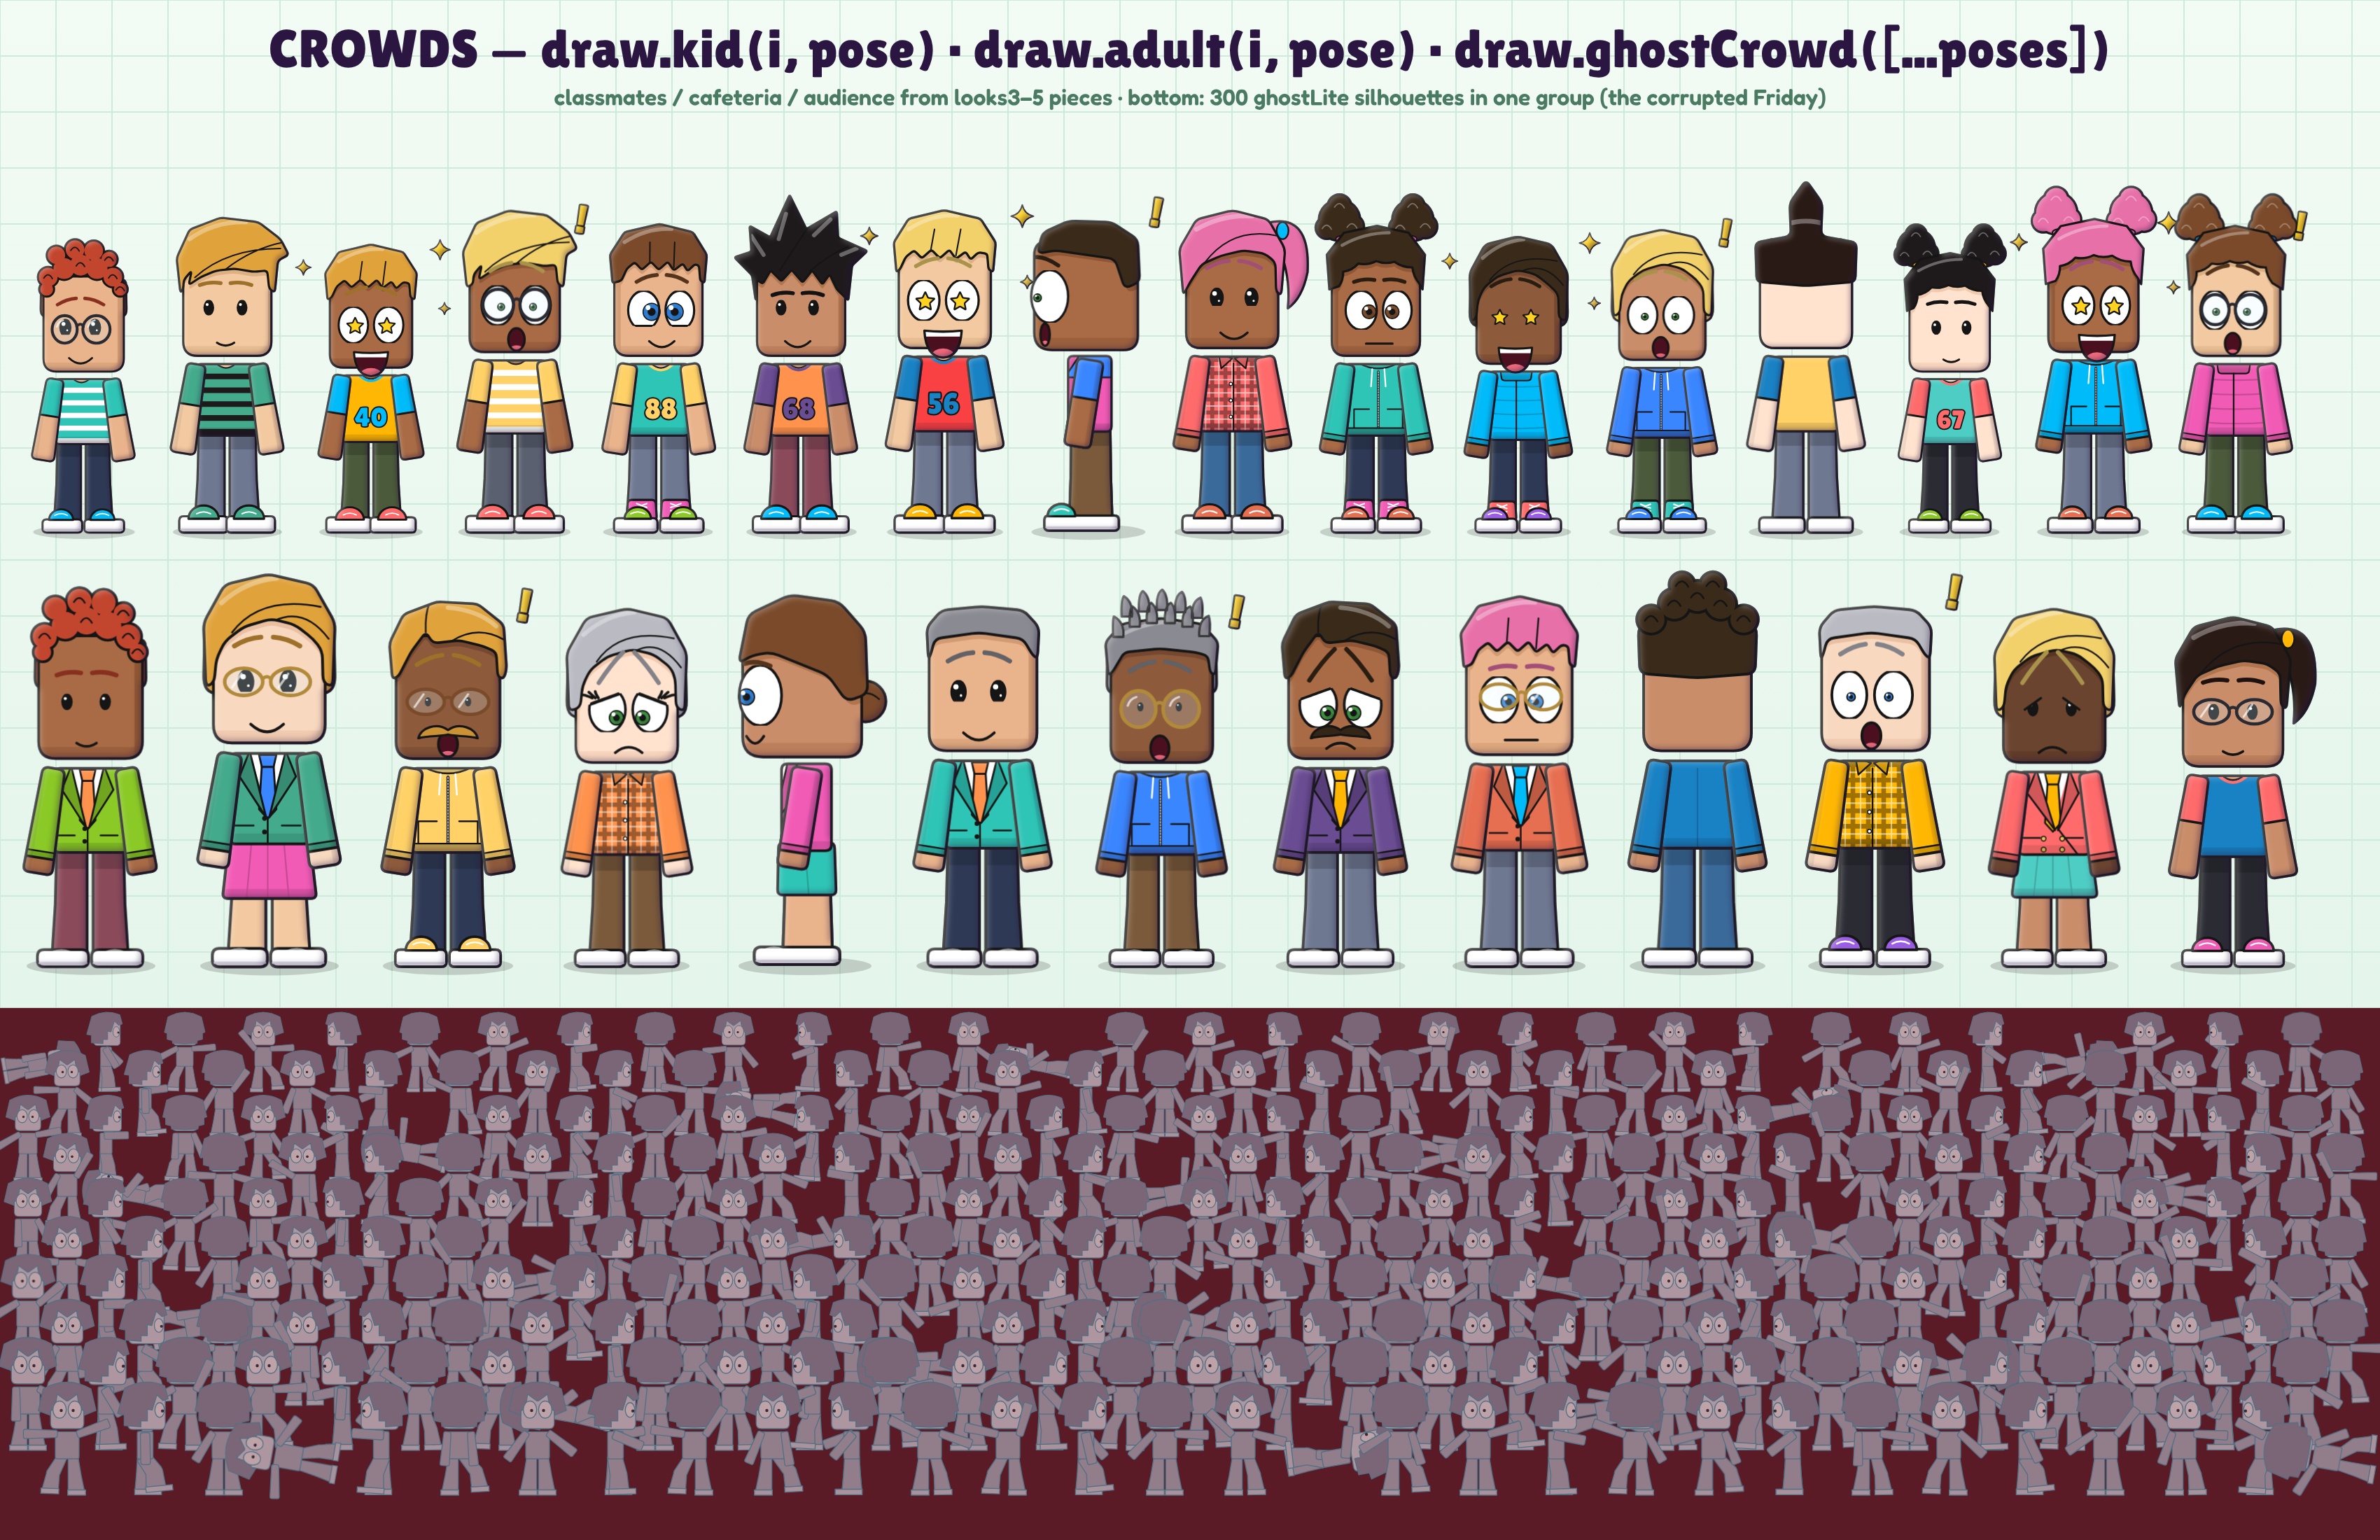 CROWDS — draw.kid(i, pose) · draw.adult(i, pose) · draw.ghostCrowd([...poses])
classmates / cafeteria / audience from looks3–5 pieces · bottom: 300 ghostLite silhouettes in one group (the corrupted Friday)
40
88
68
56
67